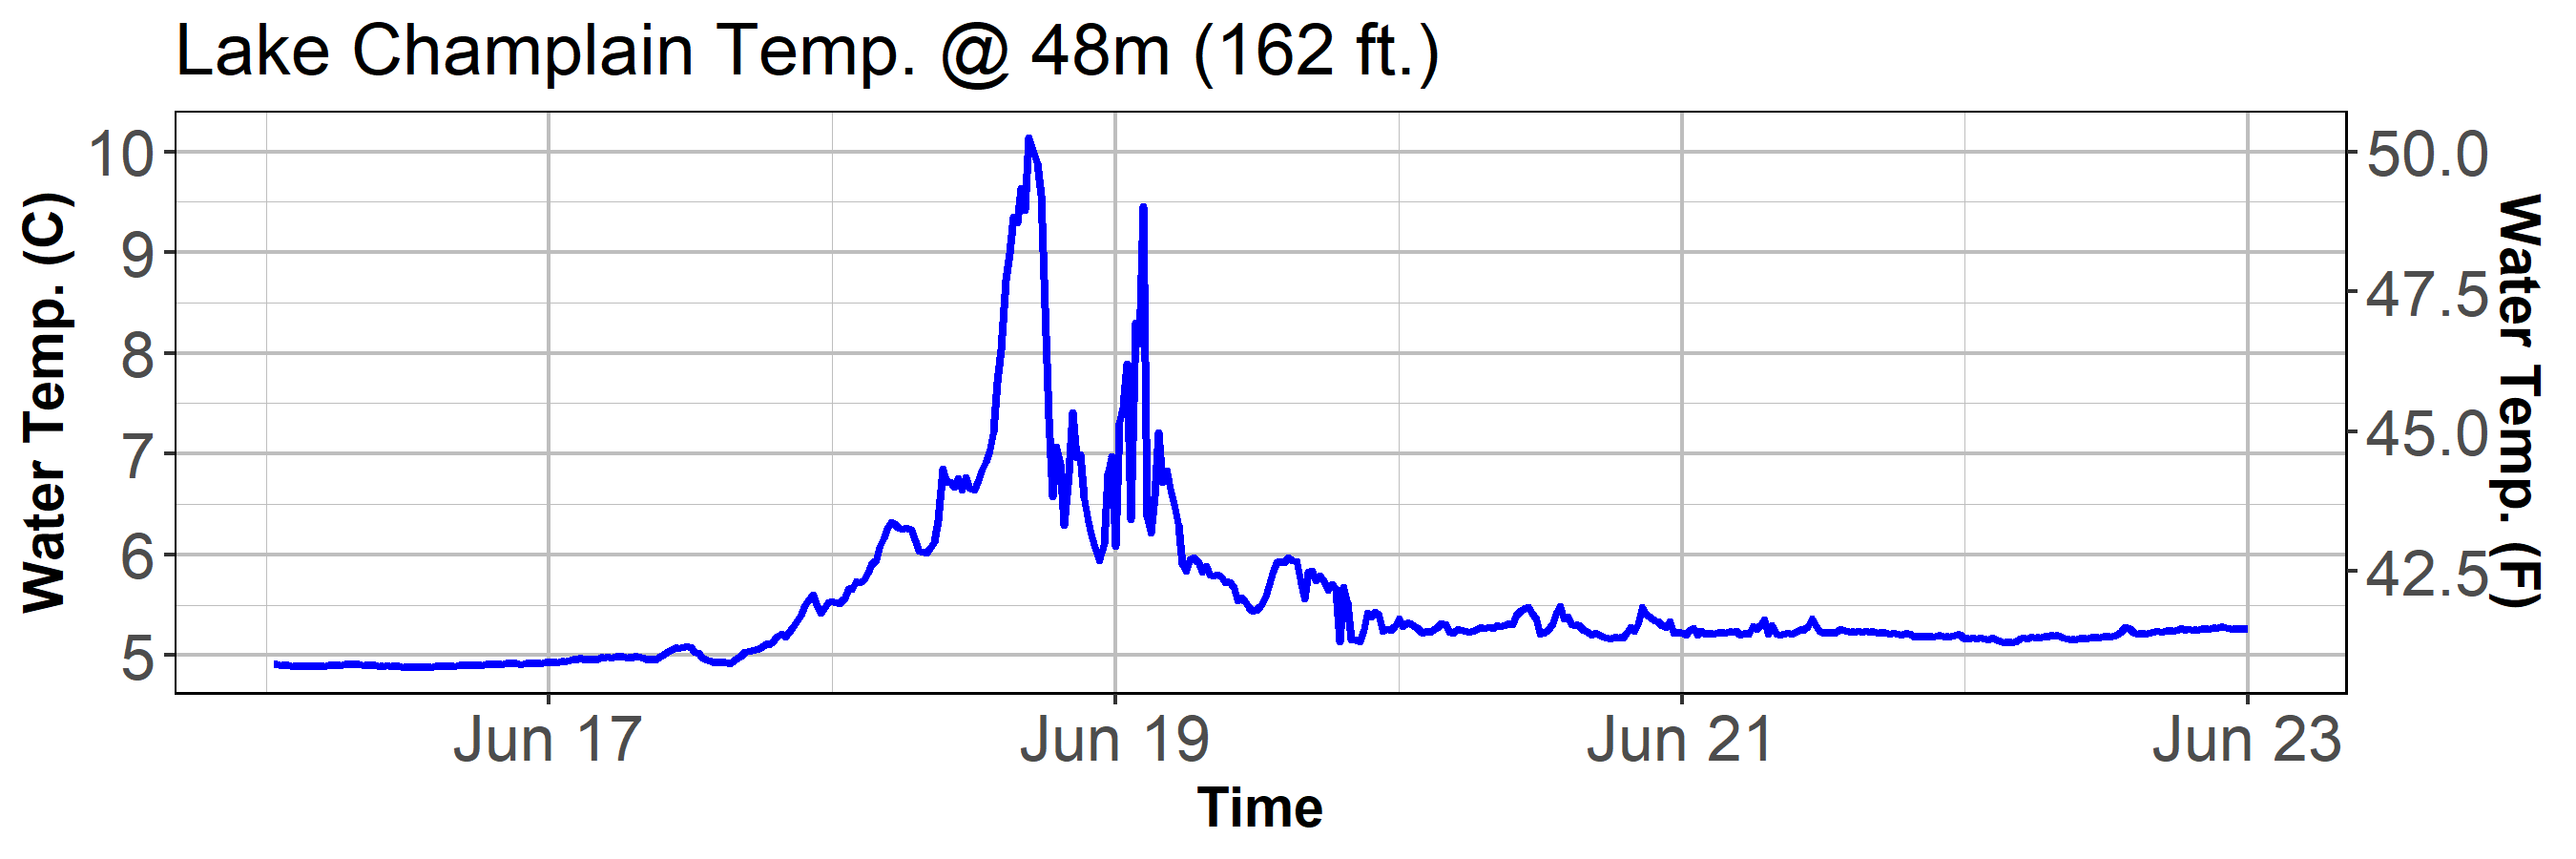 Lake Champlain Temp. @ 48m (162 ft.)
Water Temp. (C)
10
9
8
7
6
5
50.0
47.5
45.0
42.5
Water Temp. (F)
Jun 17
Jun 19
Jun 21
Jun 23
Time